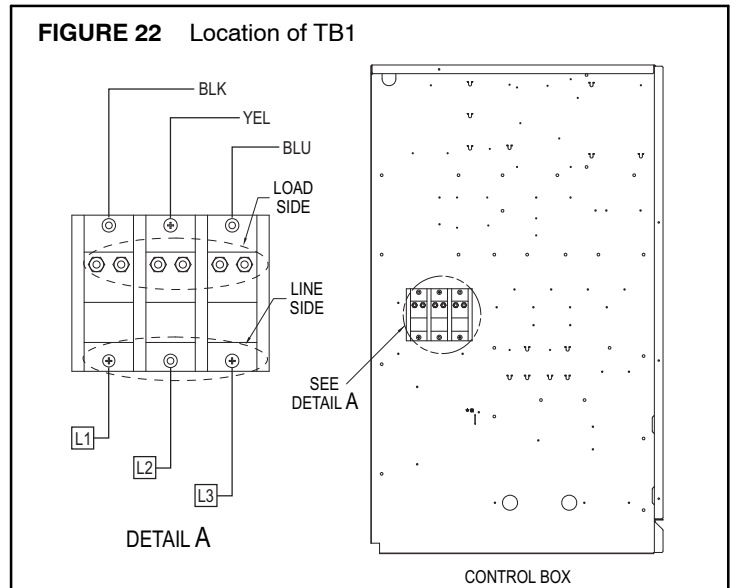 FIGURE 22 Location of TB1
BLK
YEL
BLU
LOAD
SIDE
LINE
SIDE
L1
L2
L3
DETAIL A
SEE
DETAIL A
CONTROL BOX